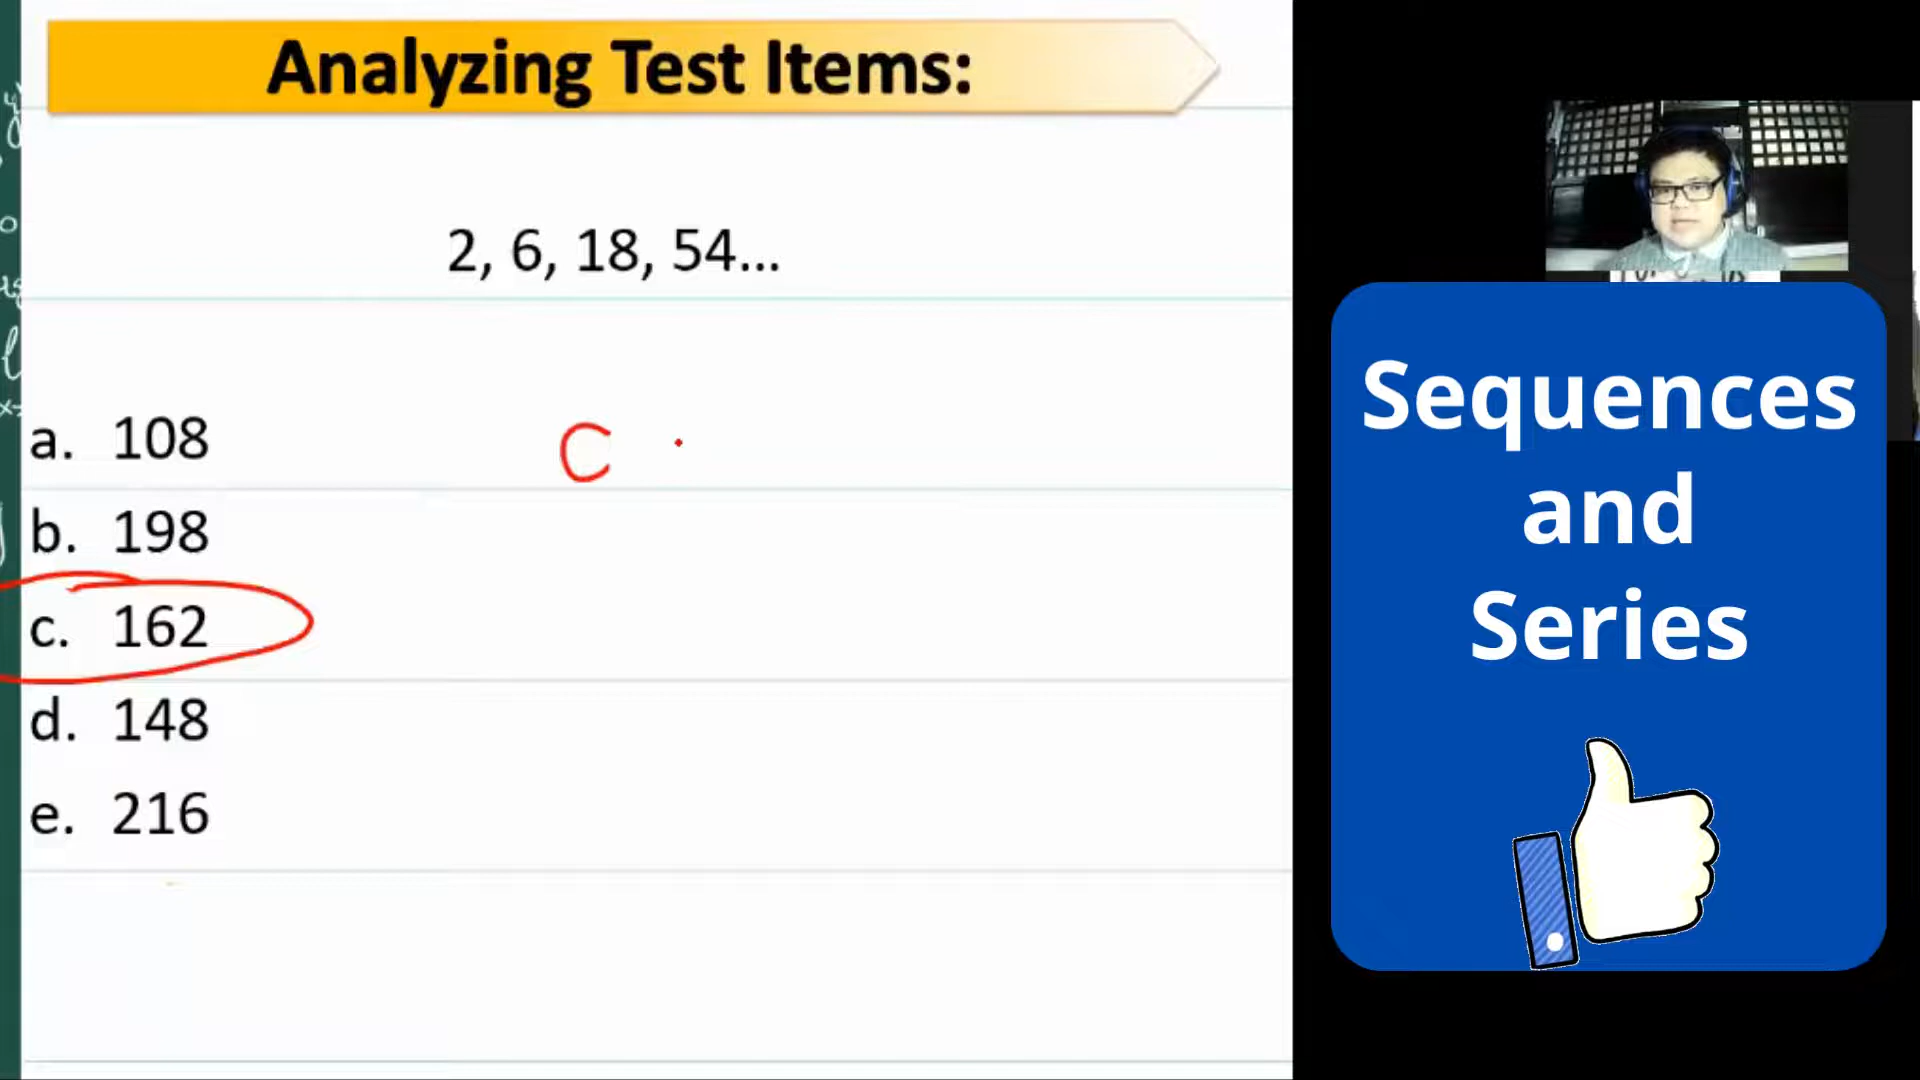 Analyzing Test Items:
2, 6, 18, 54...
a. 108
C .
b. 198
c. 162
d. 148
e. 216
Sequences
and
Series